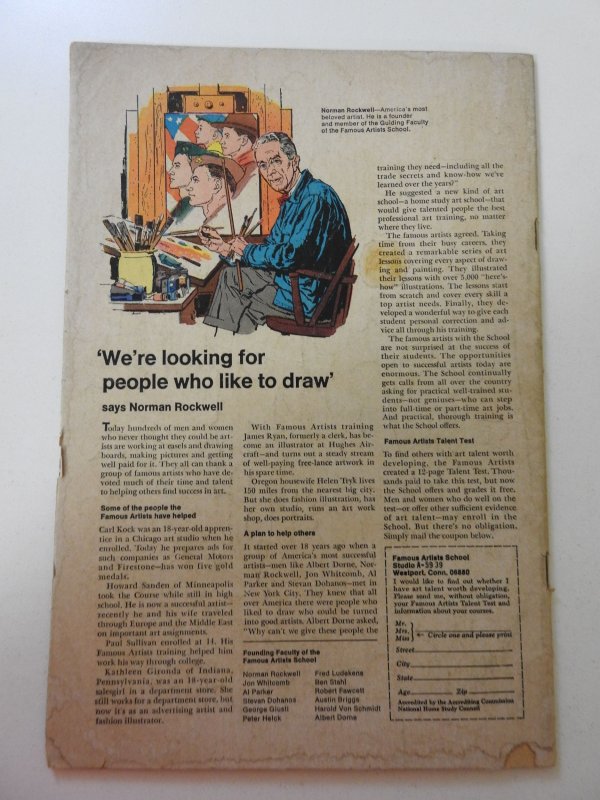 Norman Rockwell—America's most
beloved artist. He is a founder
and member of the Guiding Faculty
of the Famous Artists School.
'We're looking for
people who like to draw'
says Norman Rockwell
Today hundreds of men and women
who never thought they could be art-
ists are working at easels and drawing
boards, making pictures and getting
well paid for it. They all can thank a
group of famous artists who have de-
voted much of their time and talent
to helping others find success in art.
Some of the people the
Famous Artists have helped
Carl Kock was an 18-year-old appren-
tice in a Chicago art studio when he
enrolled. Today he prepares ads for
such companies as General Motors
and Firestone—has won five gold
medals.
Howard Sanden of Minneapolis
took the Course while still in high
school. He is now a successful artist—
recently he and his wife traveled
through Europe and the Middle East
on important art assignments.
Paul Sullivan enrolled at 14. His
Famous Artists training helped him
work his way through college.
Kathleen Gironda of Indiana,
Pennsylvania, was an 18-year-old
salesgirl in a department store. She
still works for a department store, but
now it's as an advertising artist and
fashion illustrator.
With Famous Artists training
James Ryan, formerly a clerk, has be-
come an illustrator at Hughes Air-
craft—and turns out a steady stream
of well-paying free-lance artwork in
his spare time.
Oregon housewife Helen Tryk lives
150 miles from the nearest big city.
But she does fashion illustration, has
her own studio, runs an art work
shop, does portraits.
A plan to help others
It started over 18 years ago when a
group of America's most successful
artists—men like Albert Dorne, Nor-
man Rockwell, Jon Whitcomb, Al
Parker and Stevan Dohanos—met in
New York City. They knew that all
over America there were people who
liked to draw who could be turned
into good artists. Albert Dorne asked,
"Why can't we give these people the
Founding Faculty of the
Famous Artists School
Norman Rockwell
Jon Whitcomb
Al Parker
Stevan Dohanos
George Giusti
Peter Helck
Fred Ludekens
Ben Stahl
Robert Fawcett
Austin Briggs
Harold Von Schmidt
Albert Dorne
training they need—including all the
trade secrets and know-how we've
learned over the years?"
He suggested a new kind of art
school—a home study art school—that
would give talented people the best
professional art training, no matter
where they live.
The famous artists agreed. Taking
time from their busy careers, they
created a remarkable series of art
lessons covering every aspect of draw-
ing and painting. They illustrated
their lessons with over 5,000 "here's-
how" illustrations. The lessons start
from scratch and cover every skill a
top artist needs. Finally, they de-
veloped a wonderful way to give each
student personal correction and ad-
vice all through his training.
The famous artists with the School
are not surprised at the success of
their students. The opportunities
open to successful artists today are
enormous. The School continually
gets calls from all over the country
asking for practical well-trained stu-
dents—not geniuses—who can step
into full-time or part-time art jobs.
And practical, thorough training is
what the School offers.
Famous Artists Talent Test
To find others with art talent worth
developing, the Famous Artists
created a 12-page Talent Test. Thou-
sands paid to take this test, but now
the School offers and grades it free.
Men and women who do well on the
test—or offer other sufficient evidence
of art talent—may enroll in the
School. But there's no obligation.
Simply mail the coupon below.
Famous Artists School
Studio A-5939
Westport, Conn. 06880
I would like to find out whether I
have art talent worth developing.
Please send me, without obligation,
your Famous Artists Talent Test and
information about your courses.
Mr.
Mrs. ← Circle one and please print
Miss
Street
City
State
Age Zip
Accredited by the Accrediting Commission
National Home Study Council